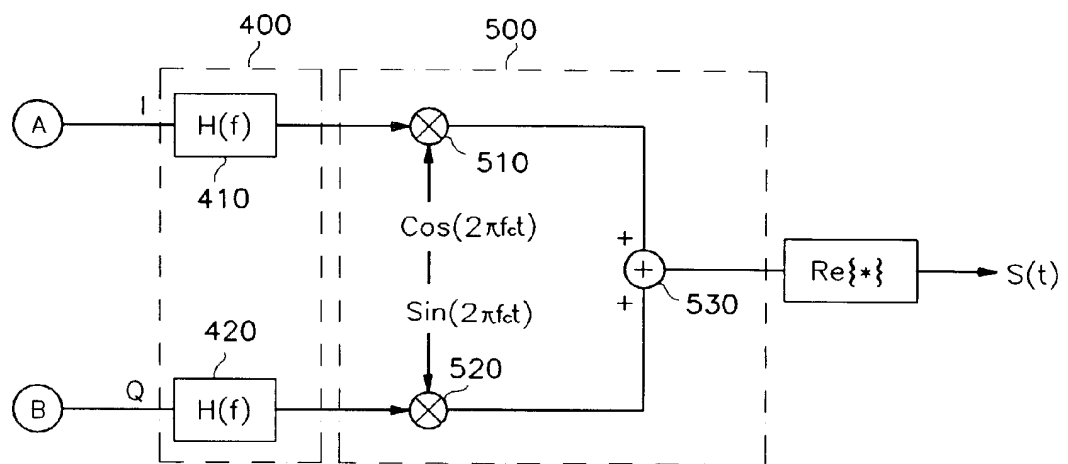 400
500
A
I
H(f)
410
510
Cos(2πfct)
+
+
+
530
Re{*}
S(t)
Sin(2πfct)
420
520
B
Q
H(f)